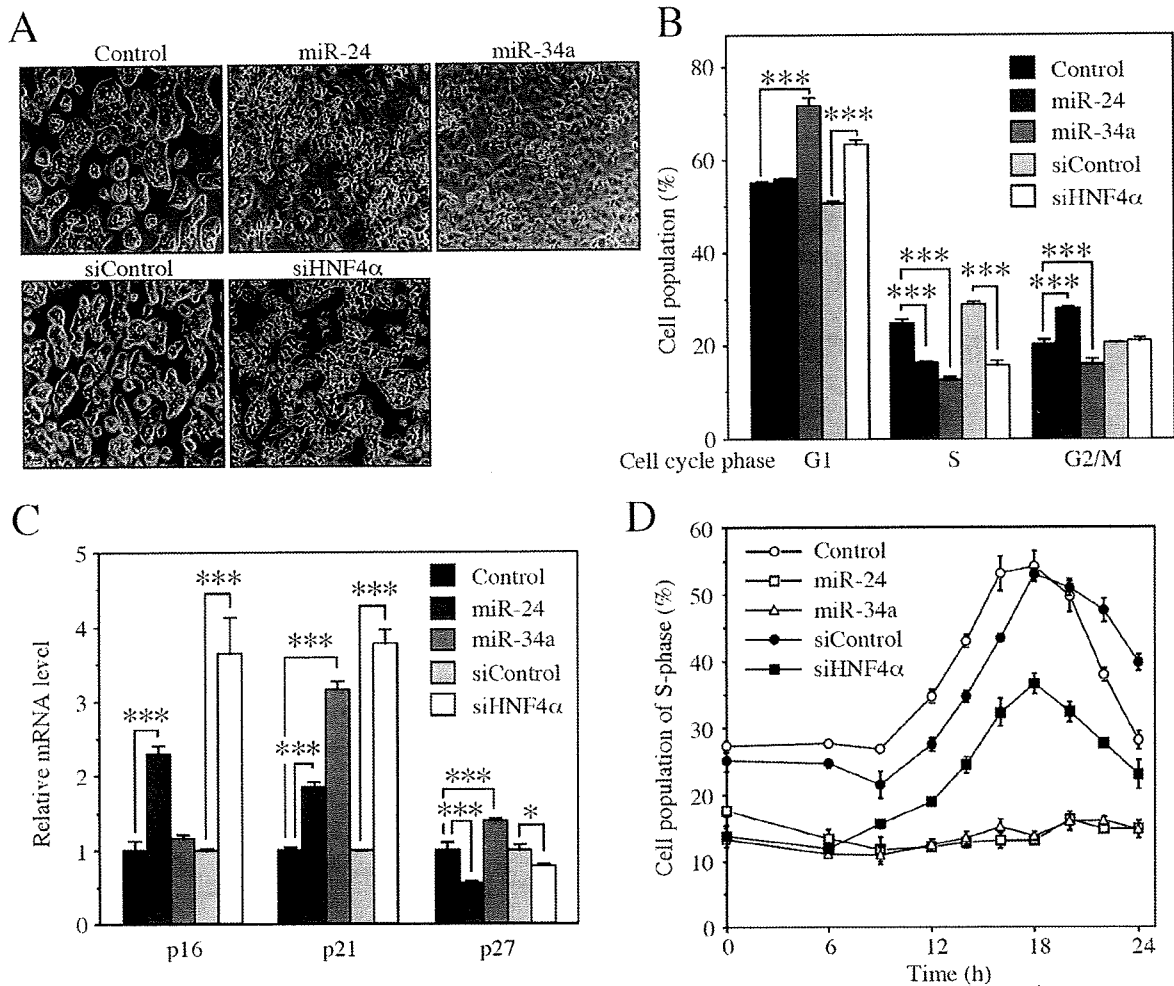 A
Control
miR-24
miR-34a
siControl
siHNF4α
B
80
60
40
20
0
Cell population (%)
***
***
***
***
***
***
***
Control
miR-24
miR-34a
siControl
siHNF4α
Cell cycle phase
G1
S
G2/M
C
5
4
3
2
1
0
Relative mRNA level
***
***
***
***
***
***
***
*
Control
miR-24
miR-34a
siControl
siHNF4α
p16
p21
p27
D
60
50
40
30
20
10
0
Cell population of S-phase (%)
Control
miR-24
miR-34a
siControl
siHNF4α
0
6
12
18
24
Time (h)